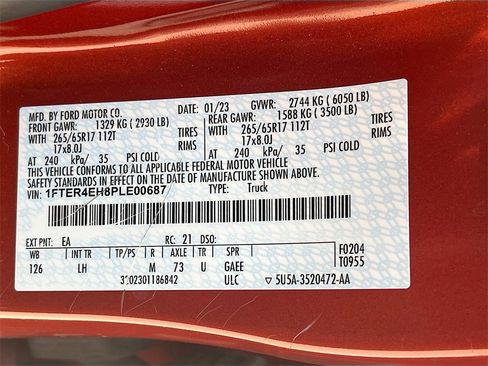 MFD. BY FORD MOTOR CO. DATE: 01/23 GVWR: 2744 KG ( 6050 LB)
FRONT GAWR: 1329 KG ( 2930 LB) REAR GAWR: 1588 KG ( 3500 LB)
WITH 265/65R17 112T TIRES WITH 265/65R17 112T TIRES
17x8.0J RIMS 17x8.0J RIMS
AT 240 kPa/ 35 PSI COLD AT 240 kPa/ 35 PSI COLD
THIS VEHICLE CONFORMS TO ALL APPLICABLE FEDERAL MOTOR VEHICLE
SAFETY STANDARDS IN EFFECT ON THE DATE OF MANUFACTURE SHOWN ABOVE.
VIN: 1FTER4EH8PLE00687 TYPE: Truck
EXT PNT: EA RC: 21 DSO: F0204
WB INT TR TP/PS R AXLE TR SPR T0955
126 LH M 73 U GAEE
ULC 5U5A-3520472-AA